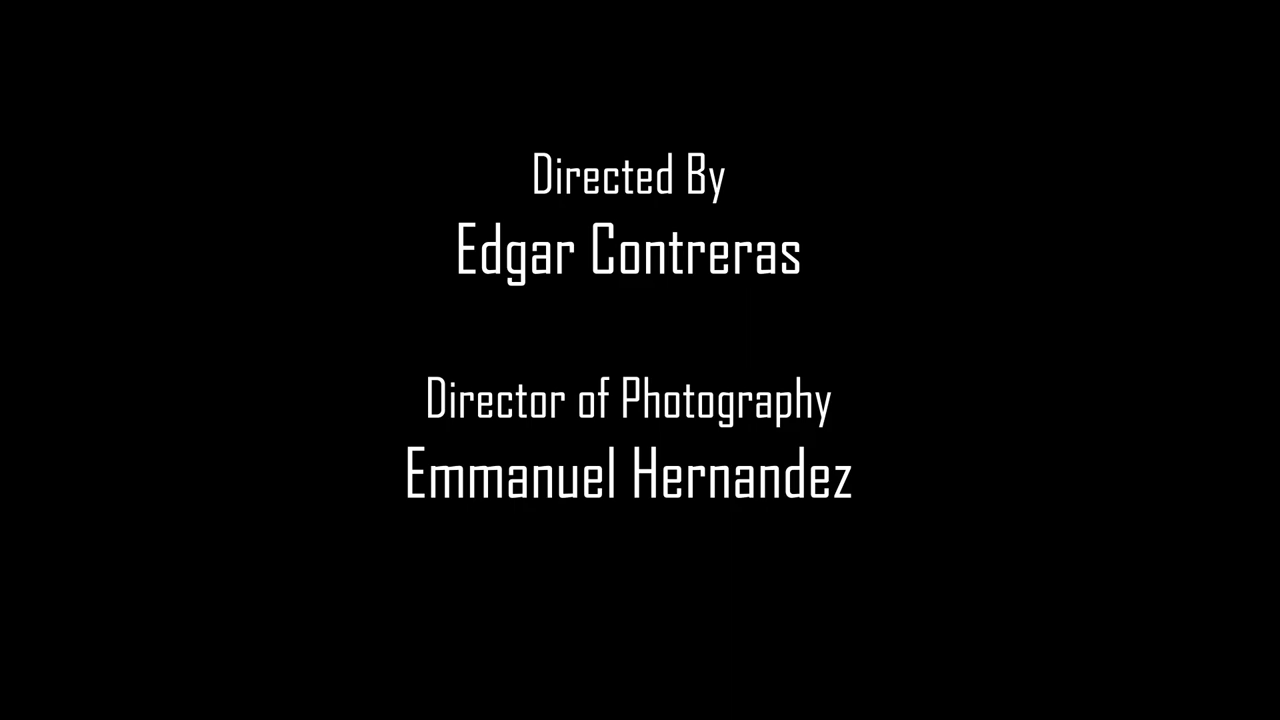 Directed By
Edgar Contreras
Director of Photography
Emmanuel Hernandez